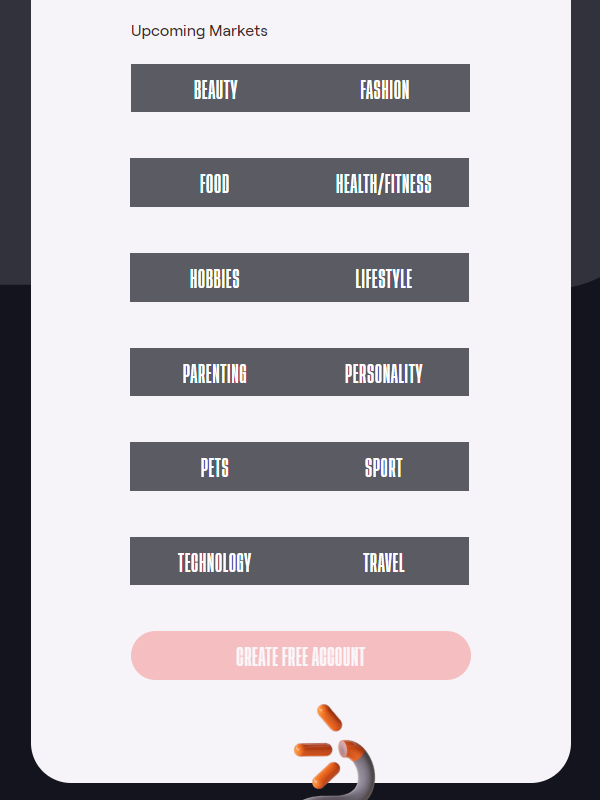 Upcoming Markets
BEAUTY FASHION
FOOD HEALTH/FITNESS
HOBBIES LIFESTYLE
PARENTING PERSONALITY
PETS SPORT
TECHNOLOGY TRAVEL
CREATE FREE ACCOUNT